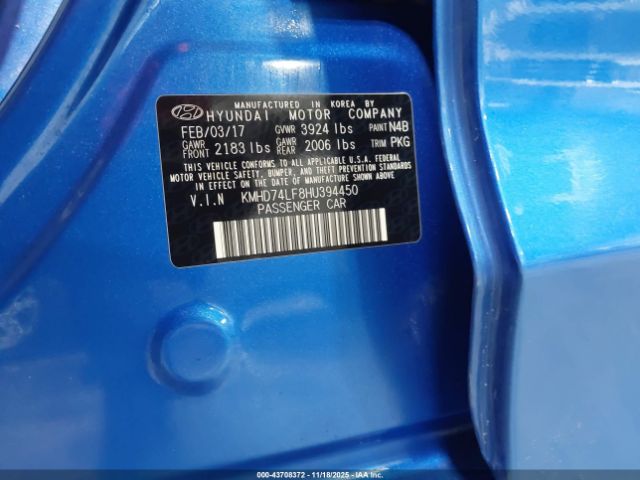 MANUFACTURED IN KOREA BY
HYUNDAI MOTOR COMPANY
FEB/03/17 GVWR 3924 lbs PAINT N4B
GAWR FRONT 2183 lbs GAWR REAR 2006 lbs TRIM PKG
THIS VEHICLE CONFORMS TO ALL APPLICABLE U.S.A. FEDERAL
MOTOR VEHICLE SAFETY, BUMPER, AND THEFT PREVENTION STANDARDS
IN EFFECT ON THE DATE OF MANUFACTURE SHOWN ABOVE.
V.I.N KMHD74LF8HU394450
PASSENGER CAR
000-43708372 11/18/2025 IAA Inc.